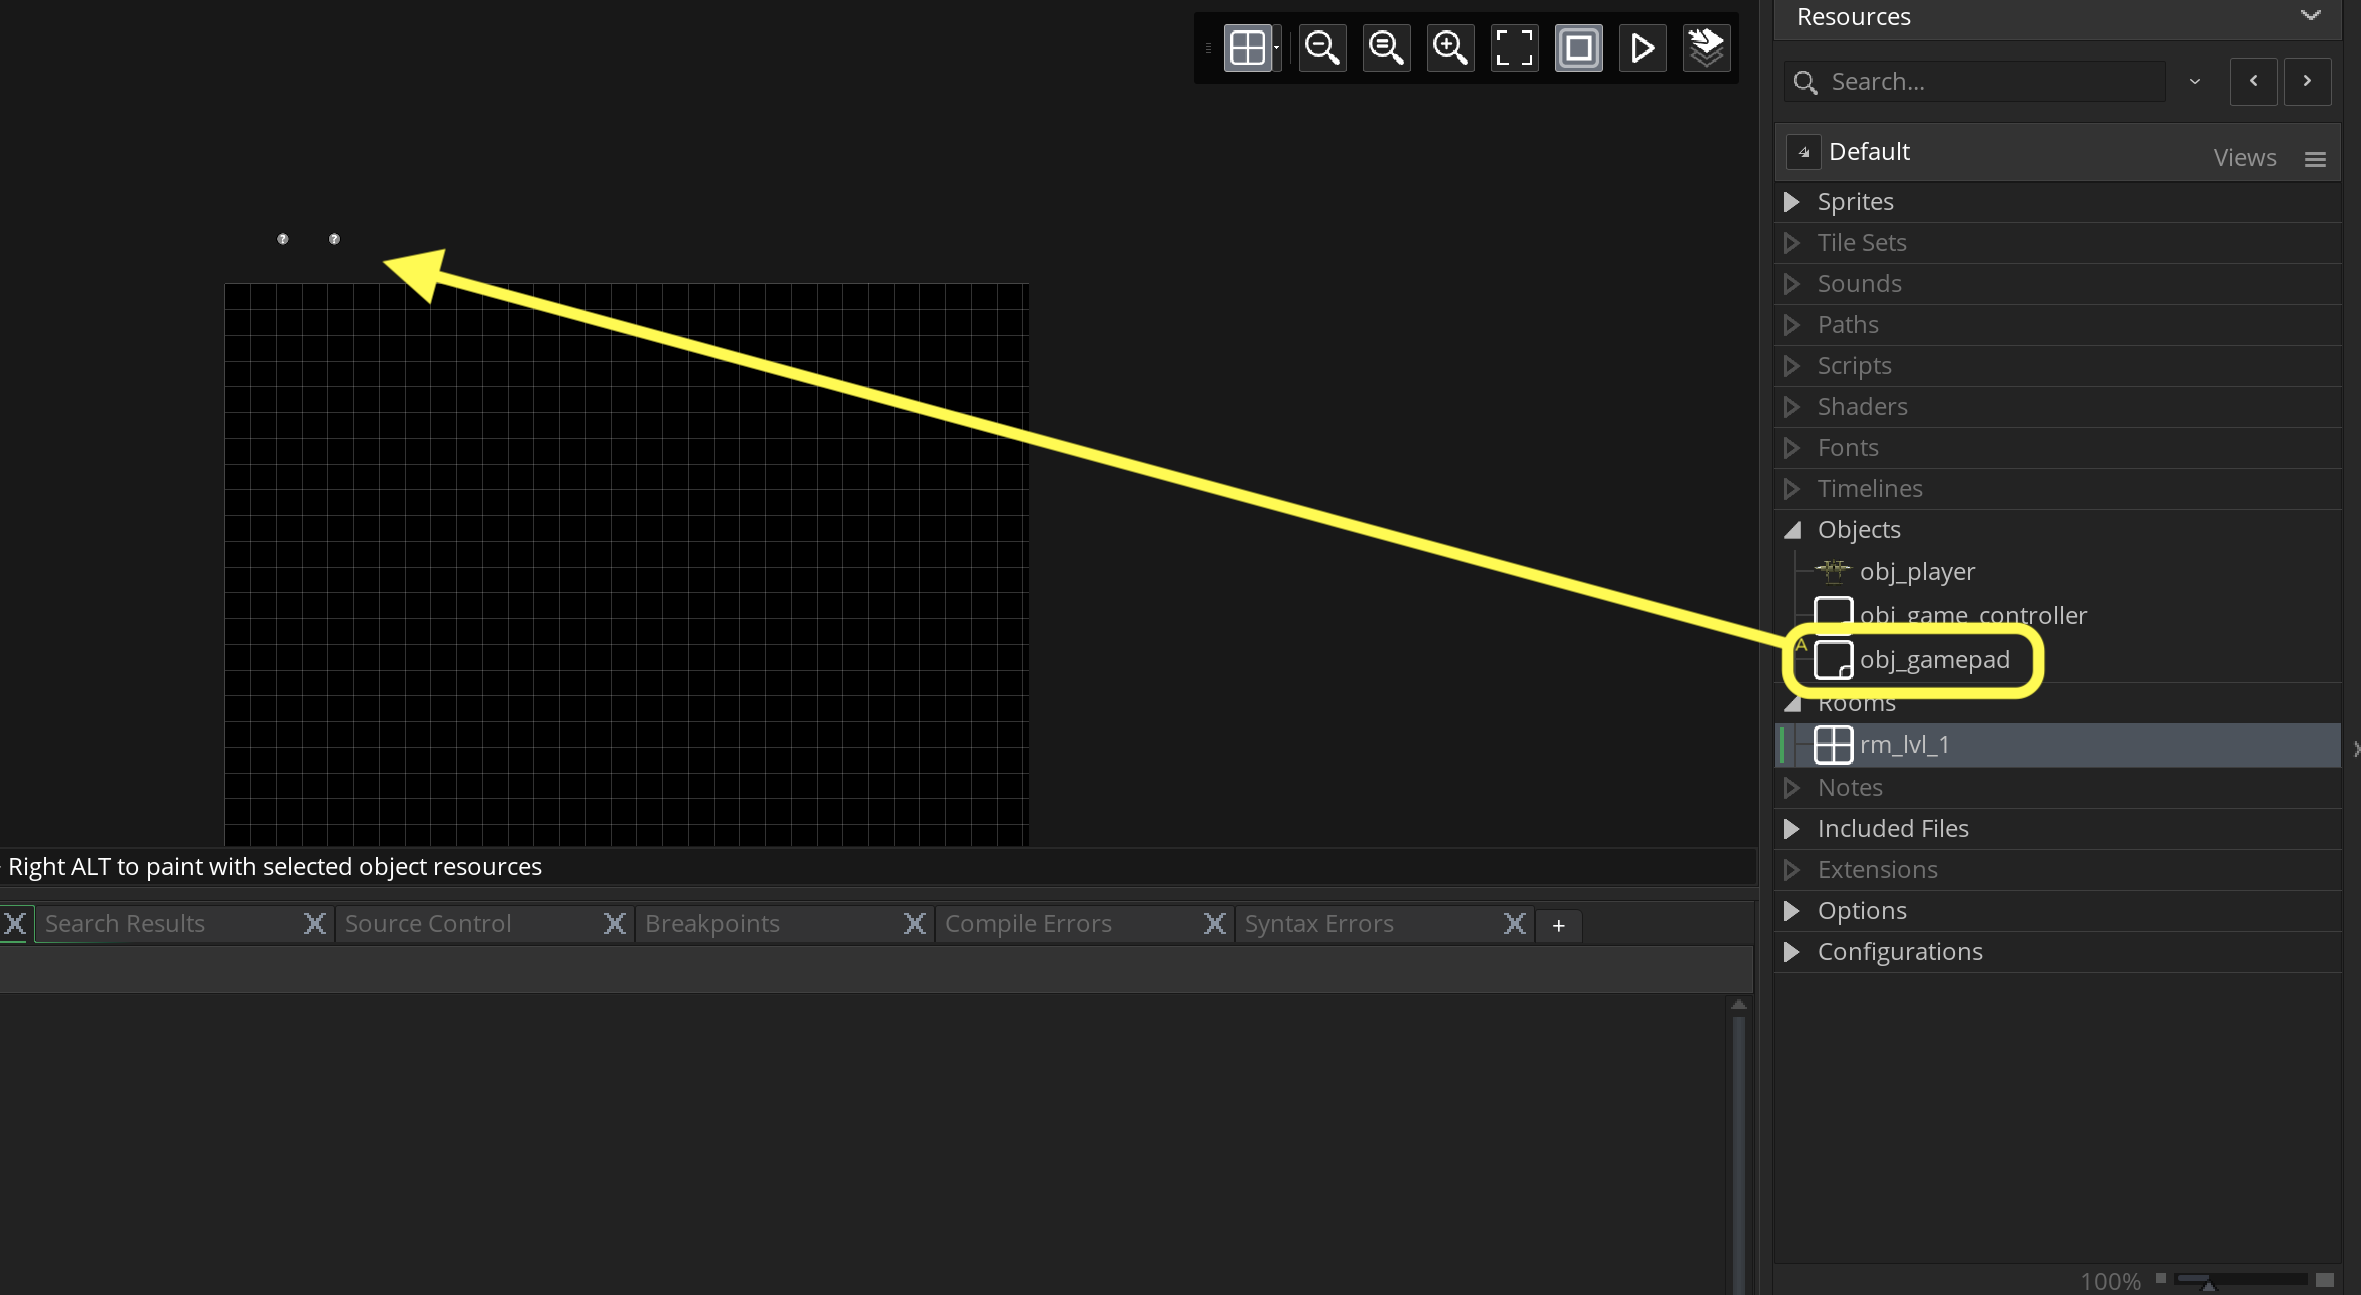 Resources
Search...
Default
Views
Sprites
Tile Sets
Sounds
Paths
Scripts
Shaders
Fonts
Timelines
Objects
obj_player
obj_game_controller
A
obj_gamepad
Rooms
rm_lvl_1
Notes
Included Files
Extensions
Options
Configurations
100%
? ?
Right ALT to paint with selected object resources
X Search Results X Source Control X Breakpoints X Compile Errors X Syntax Errors X +